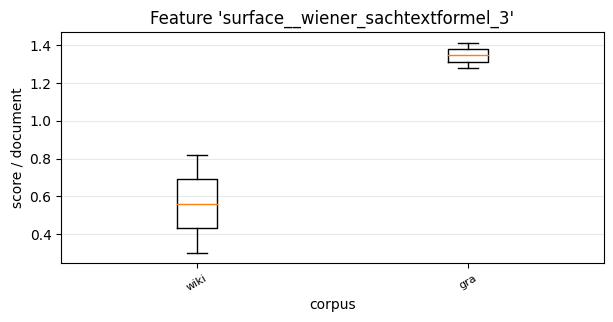 Feature 'surface__wiener_sachtextformel_3'
score / document
1.4
1.2
1.0
0.8
0.6
0.4
wiki
gra
corpus